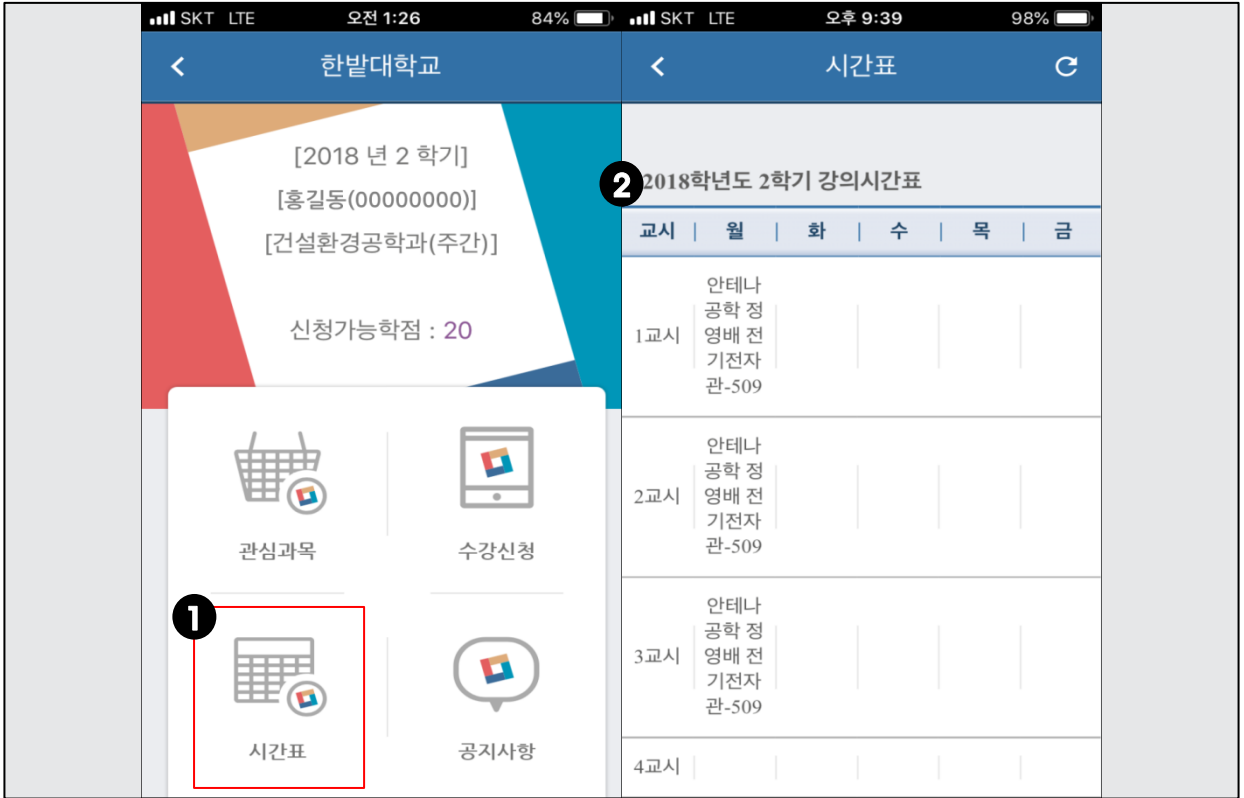 SKT LTE 오전 1:26 84%
한밭대학교
[2018 년 2 학기]
[홍길동(00000000)]
[건설환경공학과(주간)]
신청가능학점 : 20
관심과목
수강신청
1
시간표
공지사항
SKT LTE 오후 9:39 98%
시간표
2
2018학년도 2학기 강의시간표
교시 | 월 | 화 | 수 | 목 | 금
1교시
안테나
공학 정
영배 전
기전자
관-509
2교시
안테나
공학 정
영배 전
기전자
관-509
3교시
안테나
공학 정
영배 전
기전자
관-509
4교시